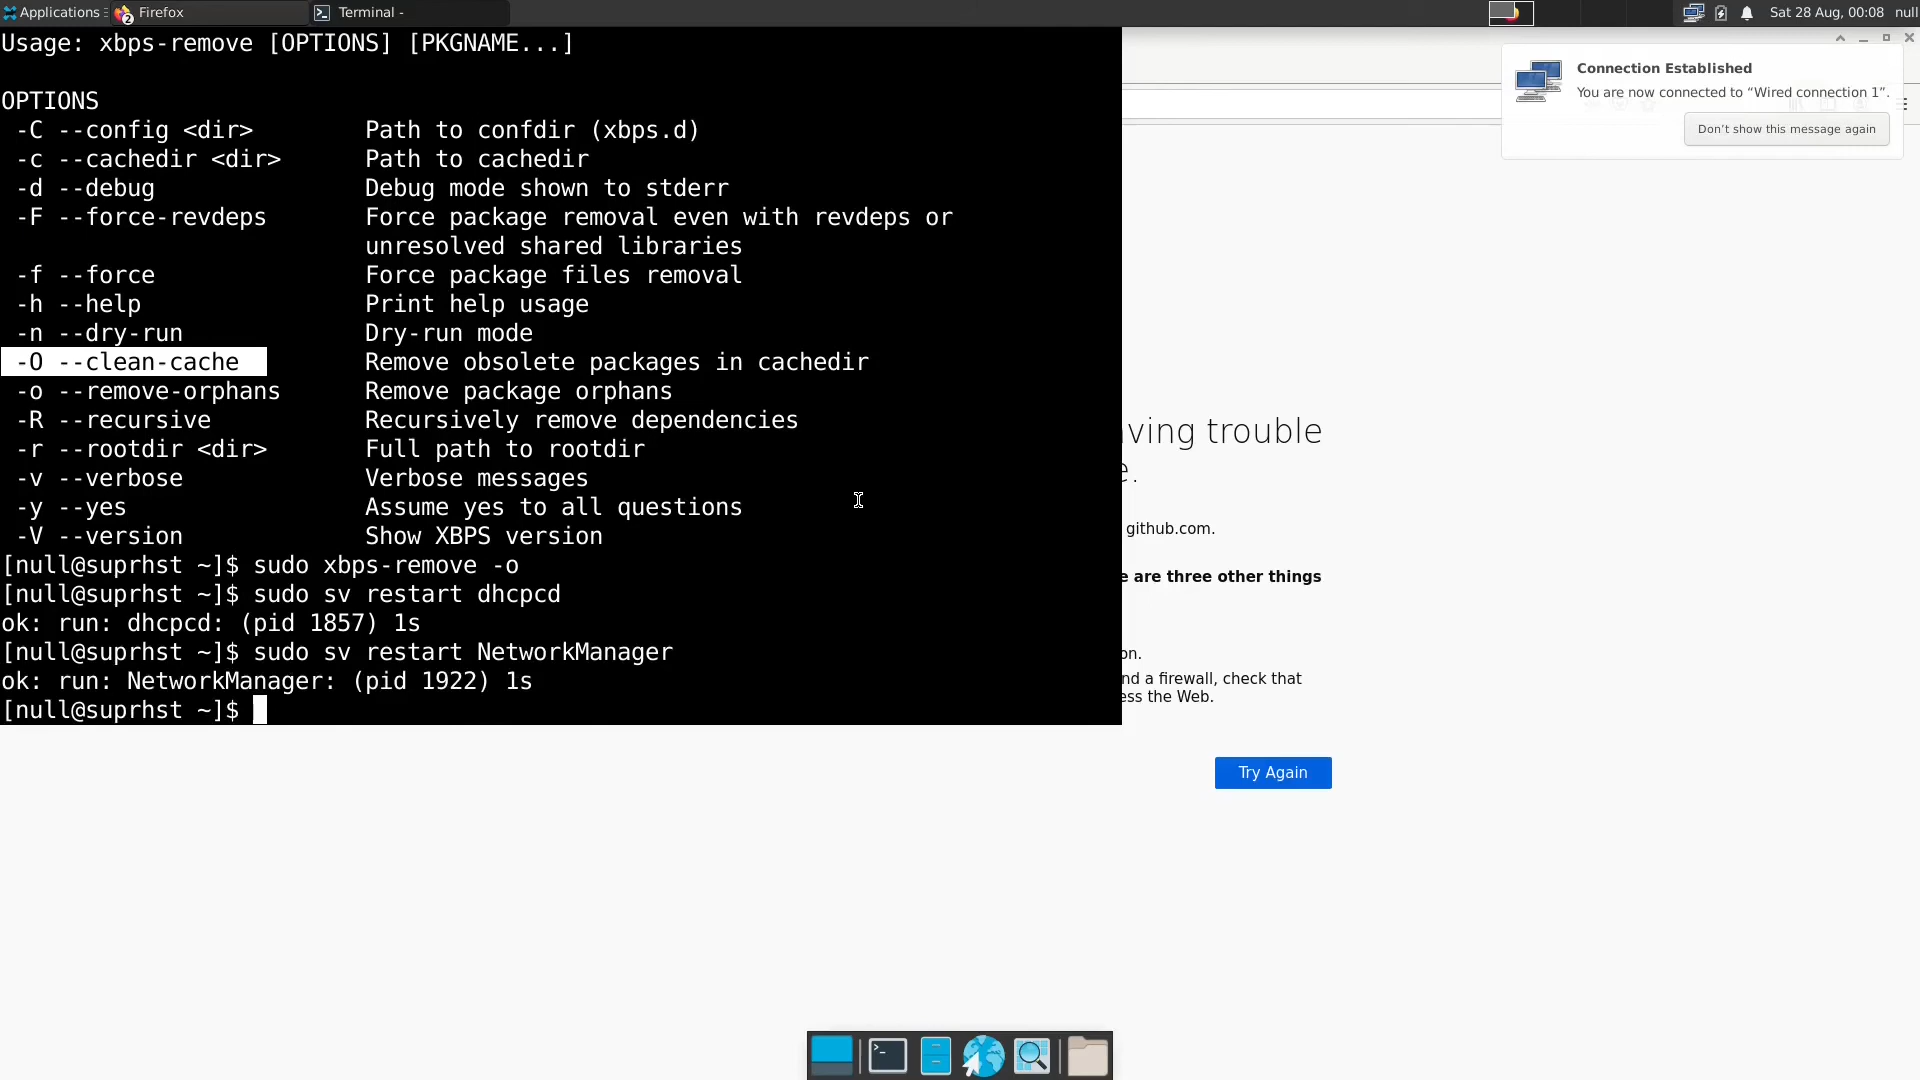 Applications
Firefox
Terminal -
Sat 28 Aug, 00:08
null
Usage: xbps-remove [OPTIONS] [PKGNAME...]
OPTIONS
-C --config <dir> Path to confdir (xbps.d)
-c --cachedir <dir> Path to cachedir
-d --debug Debug mode shown to stderr
-F --force-revdeps Force package removal even with revdeps or
unresolved shared libraries
-f --force Force package files removal
-h --help Print help usage
-n --dry-run Dry-run mode
-O --clean-cache Remove obsolete packages in cachedir
-o --remove-orphans Remove package orphans
-R --recursive Recursively remove dependencies
-r --rootdir <dir> Full path to rootdir
-v --verbose Verbose messages
-y --yes Assume yes to all questions
-V --version Show XBPS version
[null@suprhst ~]$ sudo xbps-remove -o
[null@suprhst ~]$ sudo sv restart dhcpcd
ok: run: dhcpcd: (pid 1857) 1s
[null@suprhst ~]$ sudo sv restart NetworkManager
ok: run: NetworkManager: (pid 1922) 1s
[null@suprhst ~]$
Connection Established
You are now connected to “Wired connection 1”.
Don’t show this message again
ving trouble
e.
github.com.
e are three other things
on.
nd a firewall, check that
ess the Web.
Try Again